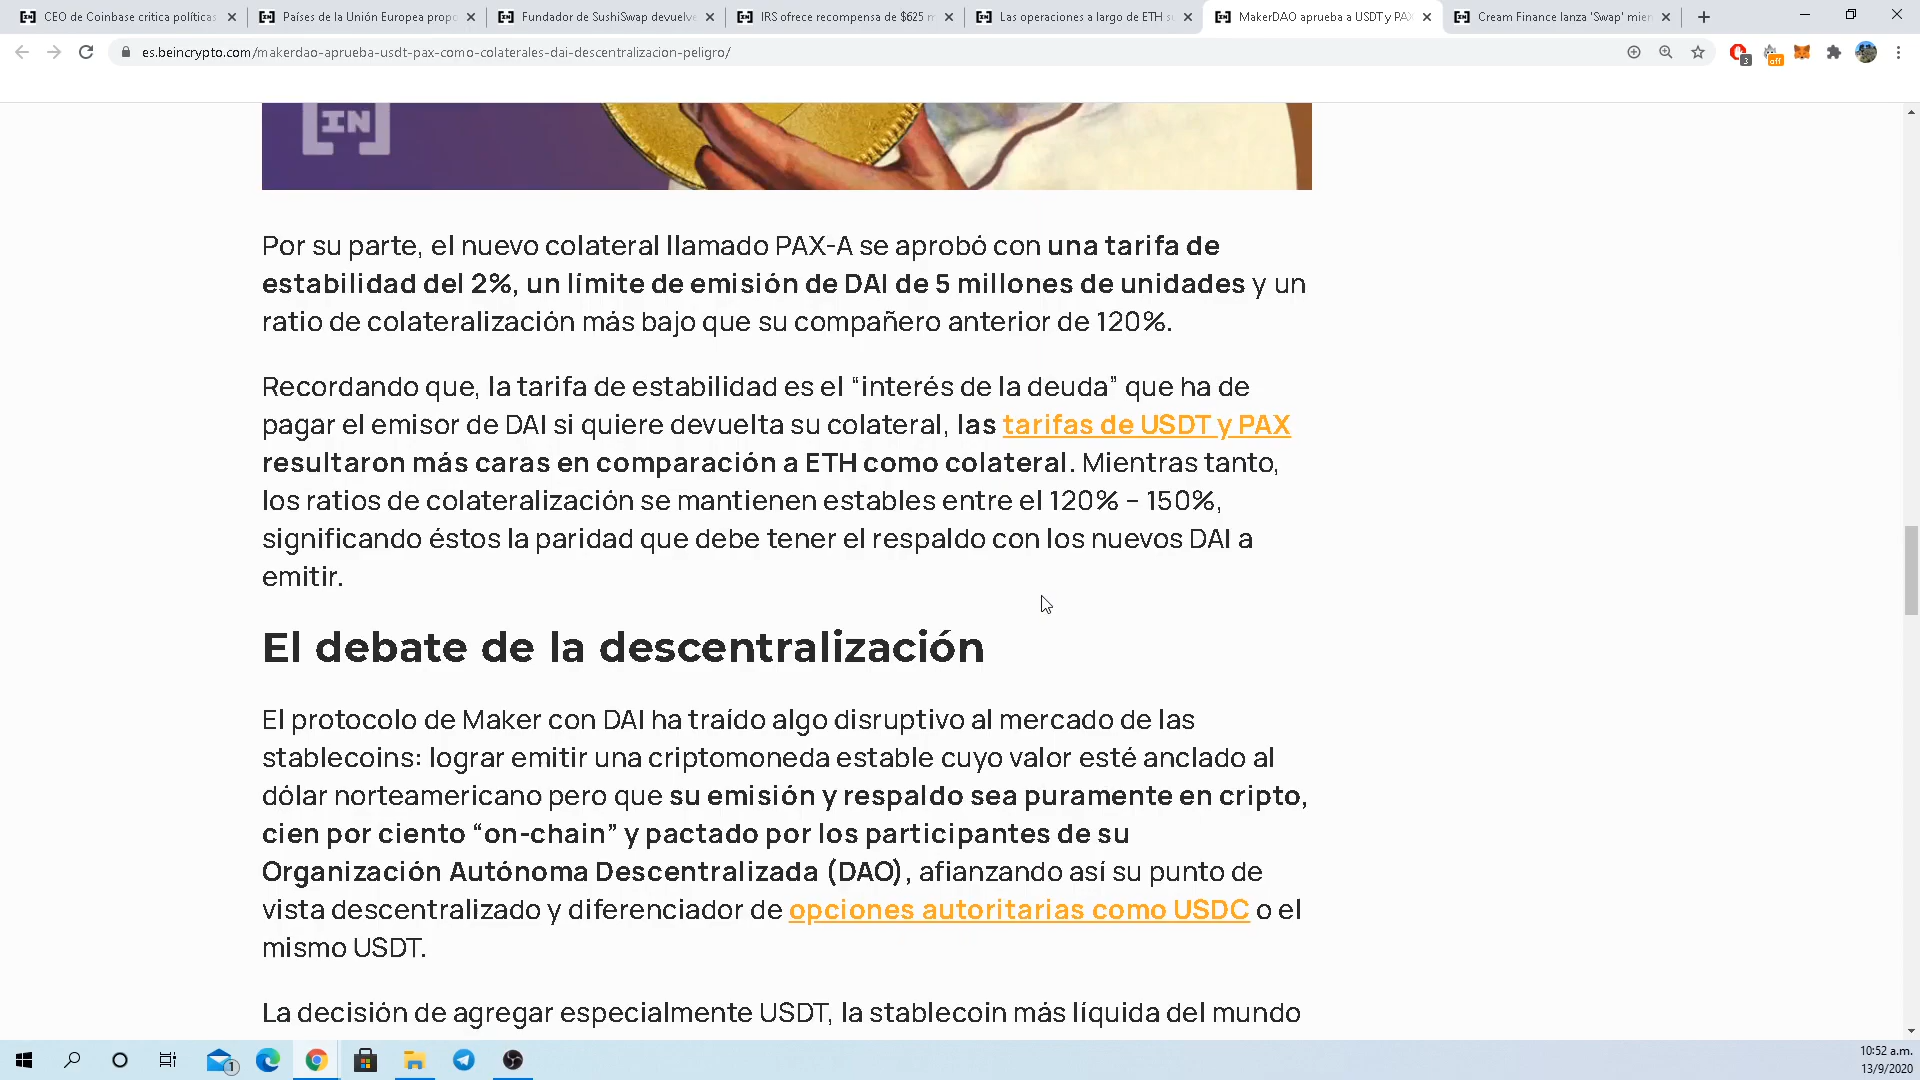 CEO de Coinbase critica políticas
Países de la Unión Europea propo
Fundador de SushiSwap devuelve
IRS ofrece recompensa de $625 m
Las operaciones a largo de ETH su
MakerDAO aprueba a USDT y PAX
Cream Finance lanza 'Swap' mien
es.beincrypto.com/makerdao-aprueba-usdt-pax-como-colaterales-dai-descentralizacion-peligro/
3
off
IN
Por su parte, el nuevo colateral llamado PAX-A se aprobó con una tarifa de
estabilidad del 2%, un límite de emisión de DAI de 5 millones de unidades y un
ratio de colateralización más bajo que su compañero anterior de 120%.
Recordando que, la tarifa de estabilidad es el “interés de la deuda” que ha de
pagar el emisor de DAI si quiere devuelta su colateral, las tarifas de USDT y PAX
resultaron más caras en comparación a ETH como colateral. Mientras tanto,
los ratios de colateralización se mantienen estables entre el 120% – 150%,
significando éstos la paridad que debe tener el respaldo con los nuevos DAI a
emitir.
El debate de la descentralización
El protocolo de Maker con DAI ha traído algo disruptivo al mercado de las
stablecoins: lograr emitir una criptomoneda estable cuyo valor esté anclado al
dólar norteamericano pero que su emisión y respaldo sea puramente en cripto,
cien por ciento “on-chain” y pactado por los participantes de su
Organización Autónoma Descentralizada (DAO), afianzando así su punto de
vista descentralizado y diferenciador de opciones autoritarias como USDC o el
mismo USDT.
La decisión de agregar especialmente USDT, la stablecoin más líquida del mundo
1
10:52 a.m.
13/9/2020